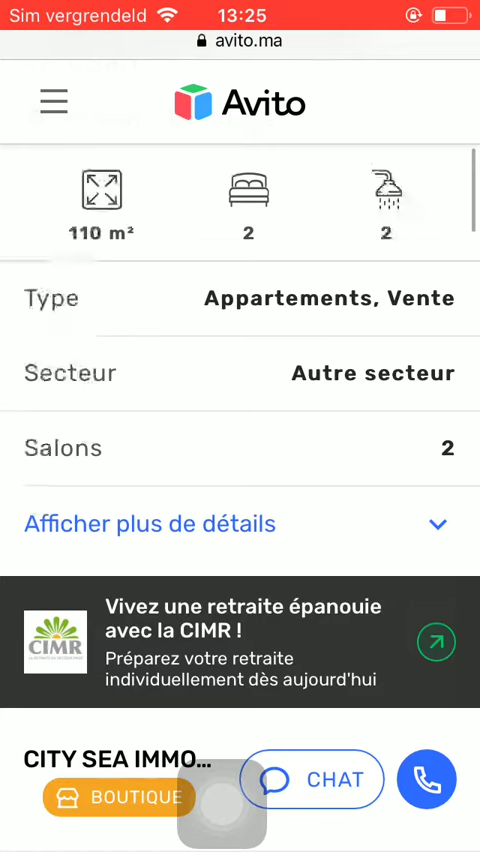 Sim vergrendeld 13:25
avito.ma
Avito
110 m² 2 2
Type Appartements, Vente
Secteur Autre secteur
Salons 2
Afficher plus de détails
Vivez une retraite épanouie
avec la CIMR !
CIMR
Préparez votre retraite
individuellement dès aujourd'hui
CITY SEA IMMO...
BOUTIQUE
CHAT